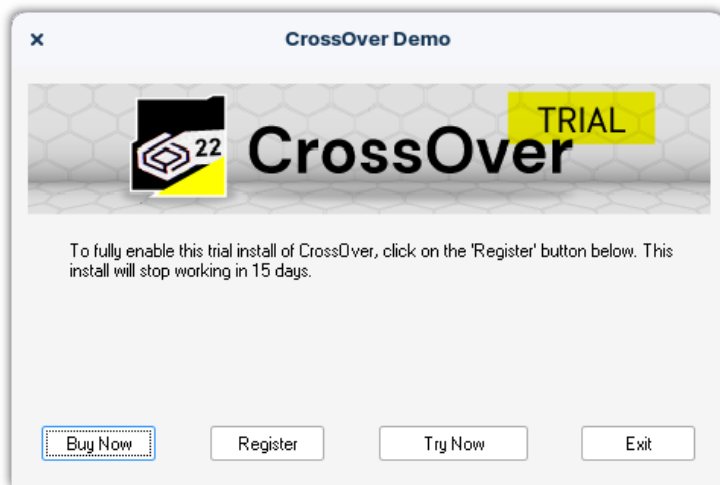 CrossOver Demo
TRIAL
22
CrossOver
To fully enable this trial install of CrossOver, click on the 'Register' button below. This
install will stop working in 15 days.
Buy Now
Register
Try Now
Exit